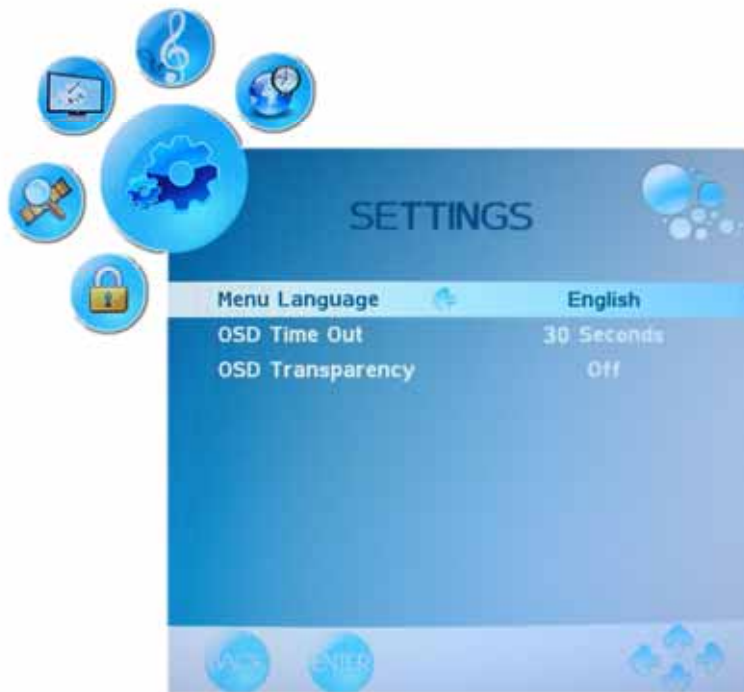 SETTINGS
Menu Language English
OSD Time Out 30 Seconds
OSD Transparency Off
BACK ENTER